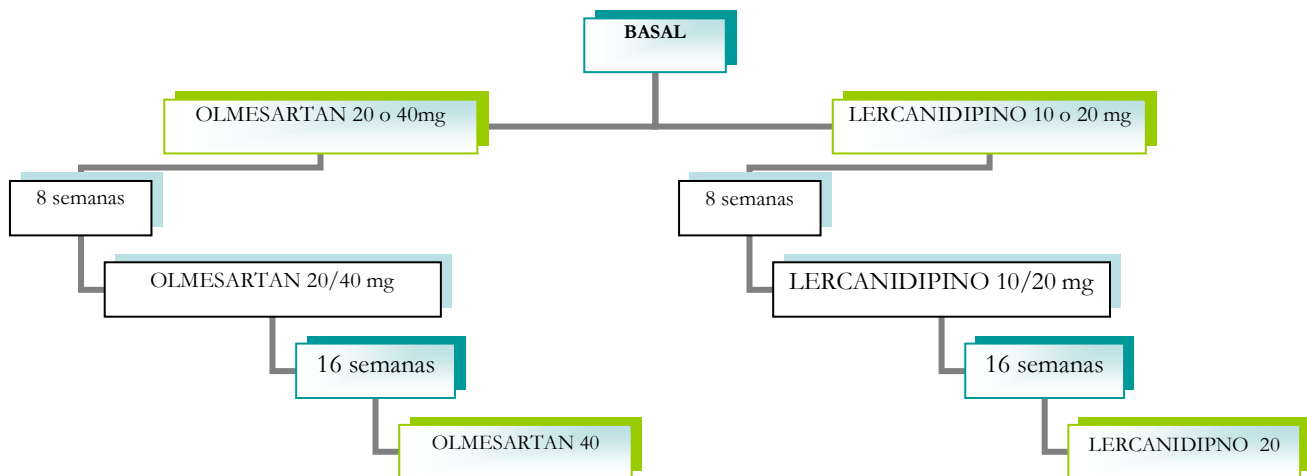 BASAL
OLMESARTAN 20 o 40mg
LERCANIDIPINO 10 o 20 mg
8 semanas
8 semanas
OLMESARTAN 20/40 mg
LERCANIDIPINO 10/20 mg
16 semanas
16 semanas
OLMESARTAN 40
LERCANIDIPNO 20